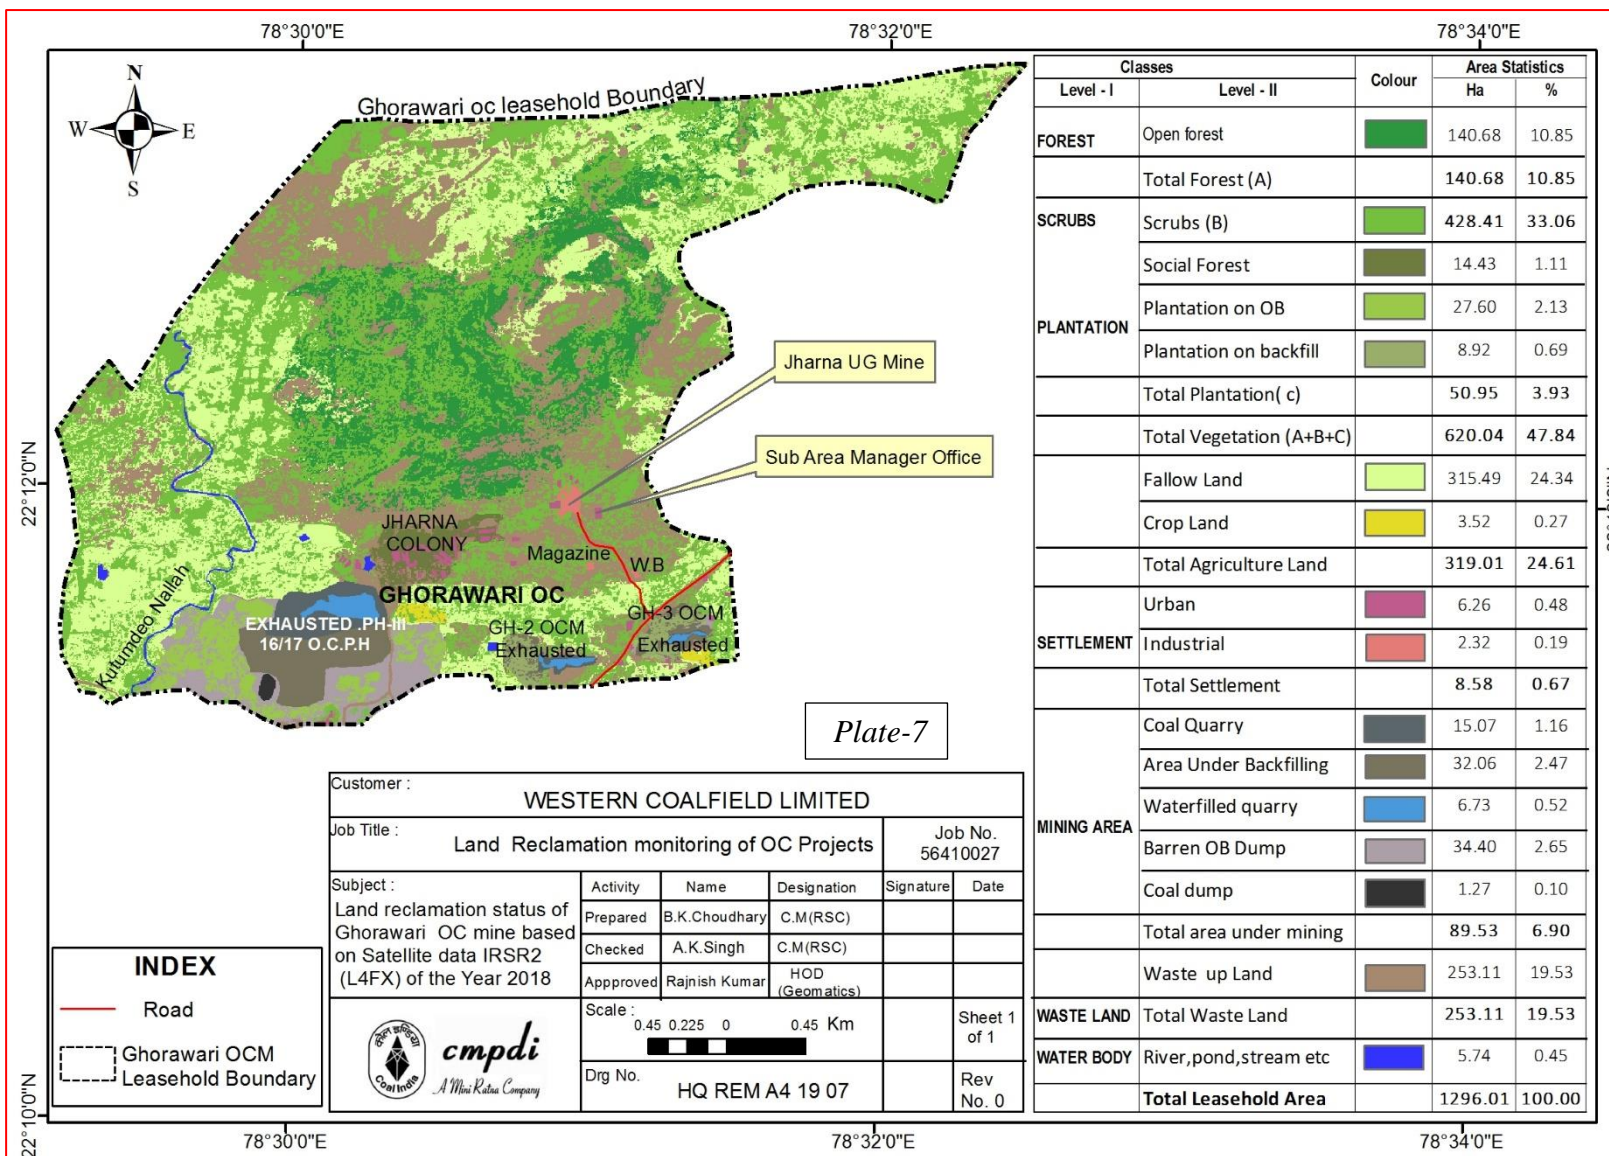 78°30'0"E 78°32'0"E 78°34'0"E
N
W E
S
Ghorawari oc leasehold Boundary
Jharna UG Mine
Sub Area Manager Office
22°12'0"N
JHARNA
COLONY
Magazine
W.B
GHORAWARI OC
Kutumdeo Nallah
EXHAUSTED .PH-III
16/17 O.C.P.H
GH-2 OCM
Exhausted
GH-3 OCM
Exhausted
Plate-7
Classes Colour Area Statistics
Level - I Level - II Ha %
FOREST Open forest 140.68 10.85
Total Forest (A) 140.68 10.85
SCRUBS Scrubs (B) 428.41 33.06
Social Forest 14.43 1.11
Plantation on OB 27.60 2.13
PLANTATION
Plantation on backfill 8.92 0.69
Total Plantation( c) 50.95 3.93
Total Vegetation (A+B+C) 620.04 47.84
Fallow Land 315.49 24.34
Crop Land 3.52 0.27
Total Agriculture Land 319.01 24.61
Urban 6.26 0.48
SETTLEMENT Industrial 2.32 0.19
Total Settlement 8.58 0.67
Coal Quarry 15.07 1.16
Area Under Backfilling 32.06 2.47
Waterfilled quarry 6.73 0.52
MINING AREA
Barren OB Dump 34.40 2.65
Coal dump 1.27 0.10
Total area under mining 89.53 6.90
Waste up Land 253.11 19.53
WASTE LAND Total Waste Land 253.11 19.53
WATER BODY River,pond,stream etc 5.74 0.45
Total Leasehold Area 1296.01 100.00
Customer :
WESTERN COALFIELD LIMITED
Job Title :
Land Reclamation monitoring of OC Projects
Job No.
56410027
Subject :
Land reclamation status of
Ghorawari OC mine based
on Satellite data IRSR2
(L4FX) of the Year 2018
Activity Name Designation Signature Date
Prepared B.K.Choudhary C.M(RSC)
Checked A.K.Singh C.M(RSC)
Appproved Rajnish Kumar HOD
(Geomatics)
Scale :
0.45 0.225 0 0.45 Km
Sheet 1
of 1
Drg No.
HQ REM A4 19 07
Rev
No. 0
कोल इण्डिया
Coal India
cmpdi
A Mini Ratna Company
INDEX
Road
Ghorawari OCM
Leasehold Boundary
22°10'0"N
78°30'0"E 78°32'0"E 78°34'0"E